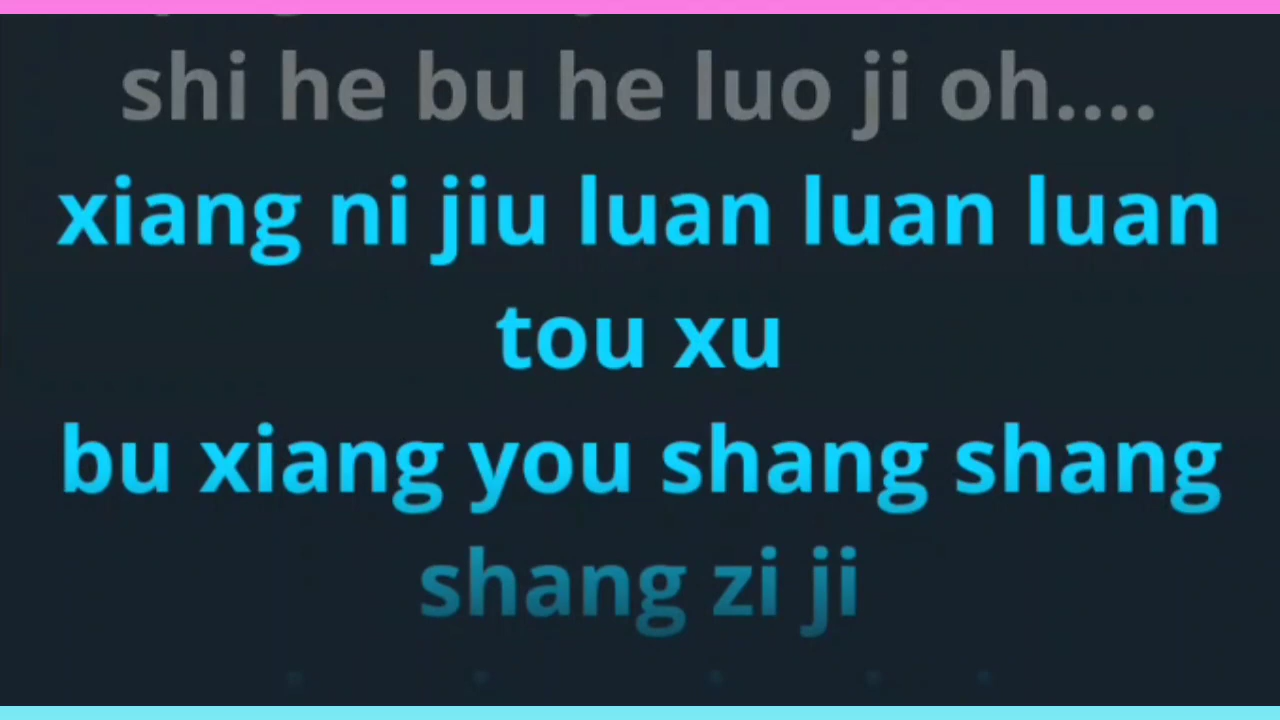 shi he bu he luo ji oh....
xiang ni jiu luan luan luan
tou xu
bu xiang you shang shang
shang zi ji